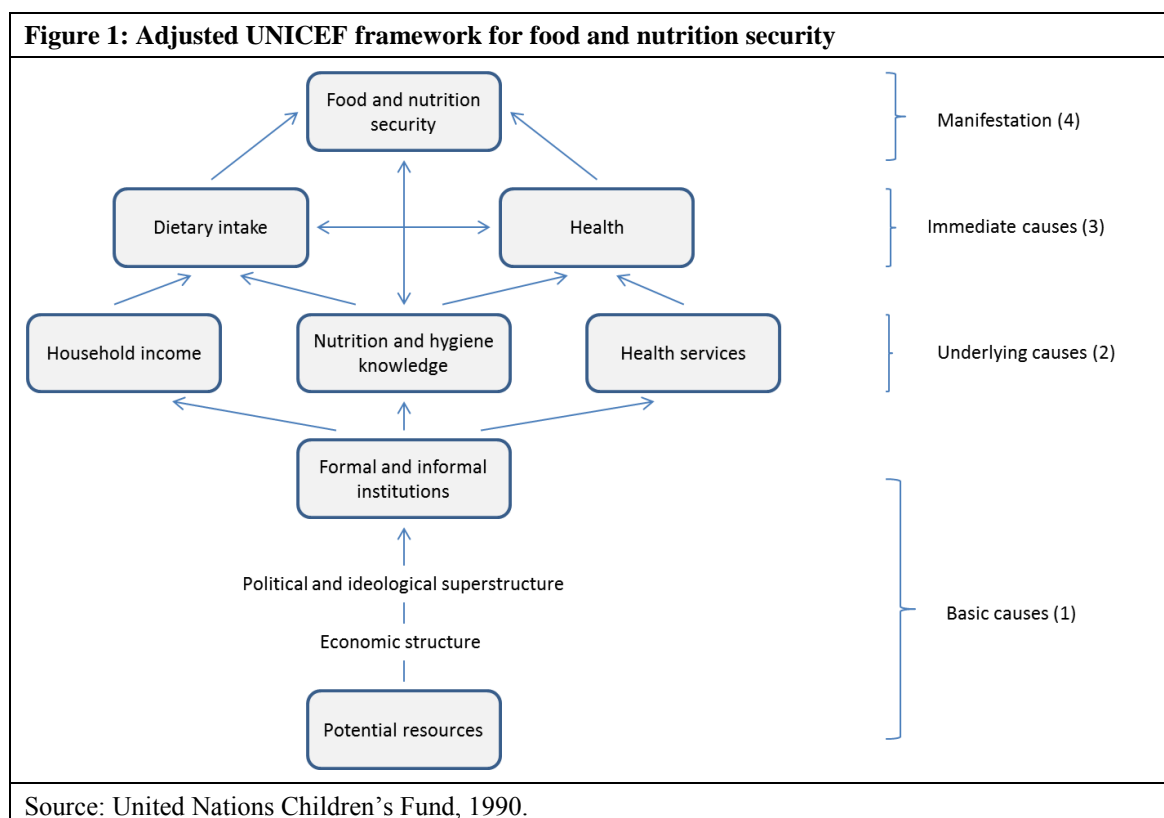 Figure 1: Adjusted UNICEF framework for food and nutrition security
Food and nutrition
security
Manifestation (4)
Dietary intake
Health
Immediate causes (3)
Household income
Nutrition and hygiene
knowledge
Health services
Underlying causes (2)
Formal and informal
institutions
Political and ideological superstructure
Economic structure
Basic causes (1)
Potential resources
Source: United Nations Children’s Fund, 1990.